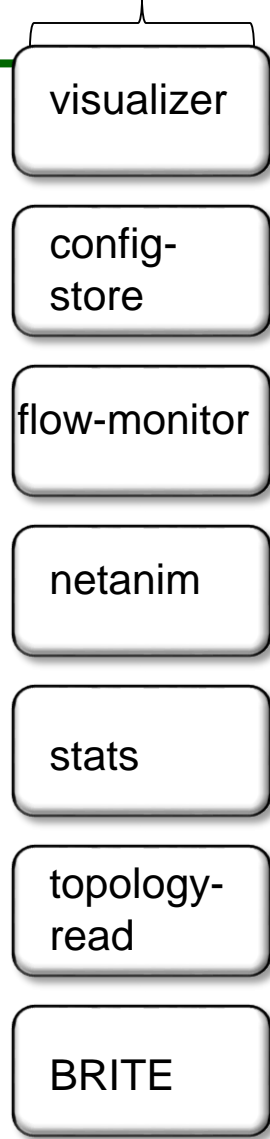 visualizer
config-
store
flow-monitor
netanim
stats
topology-
read
BRITE